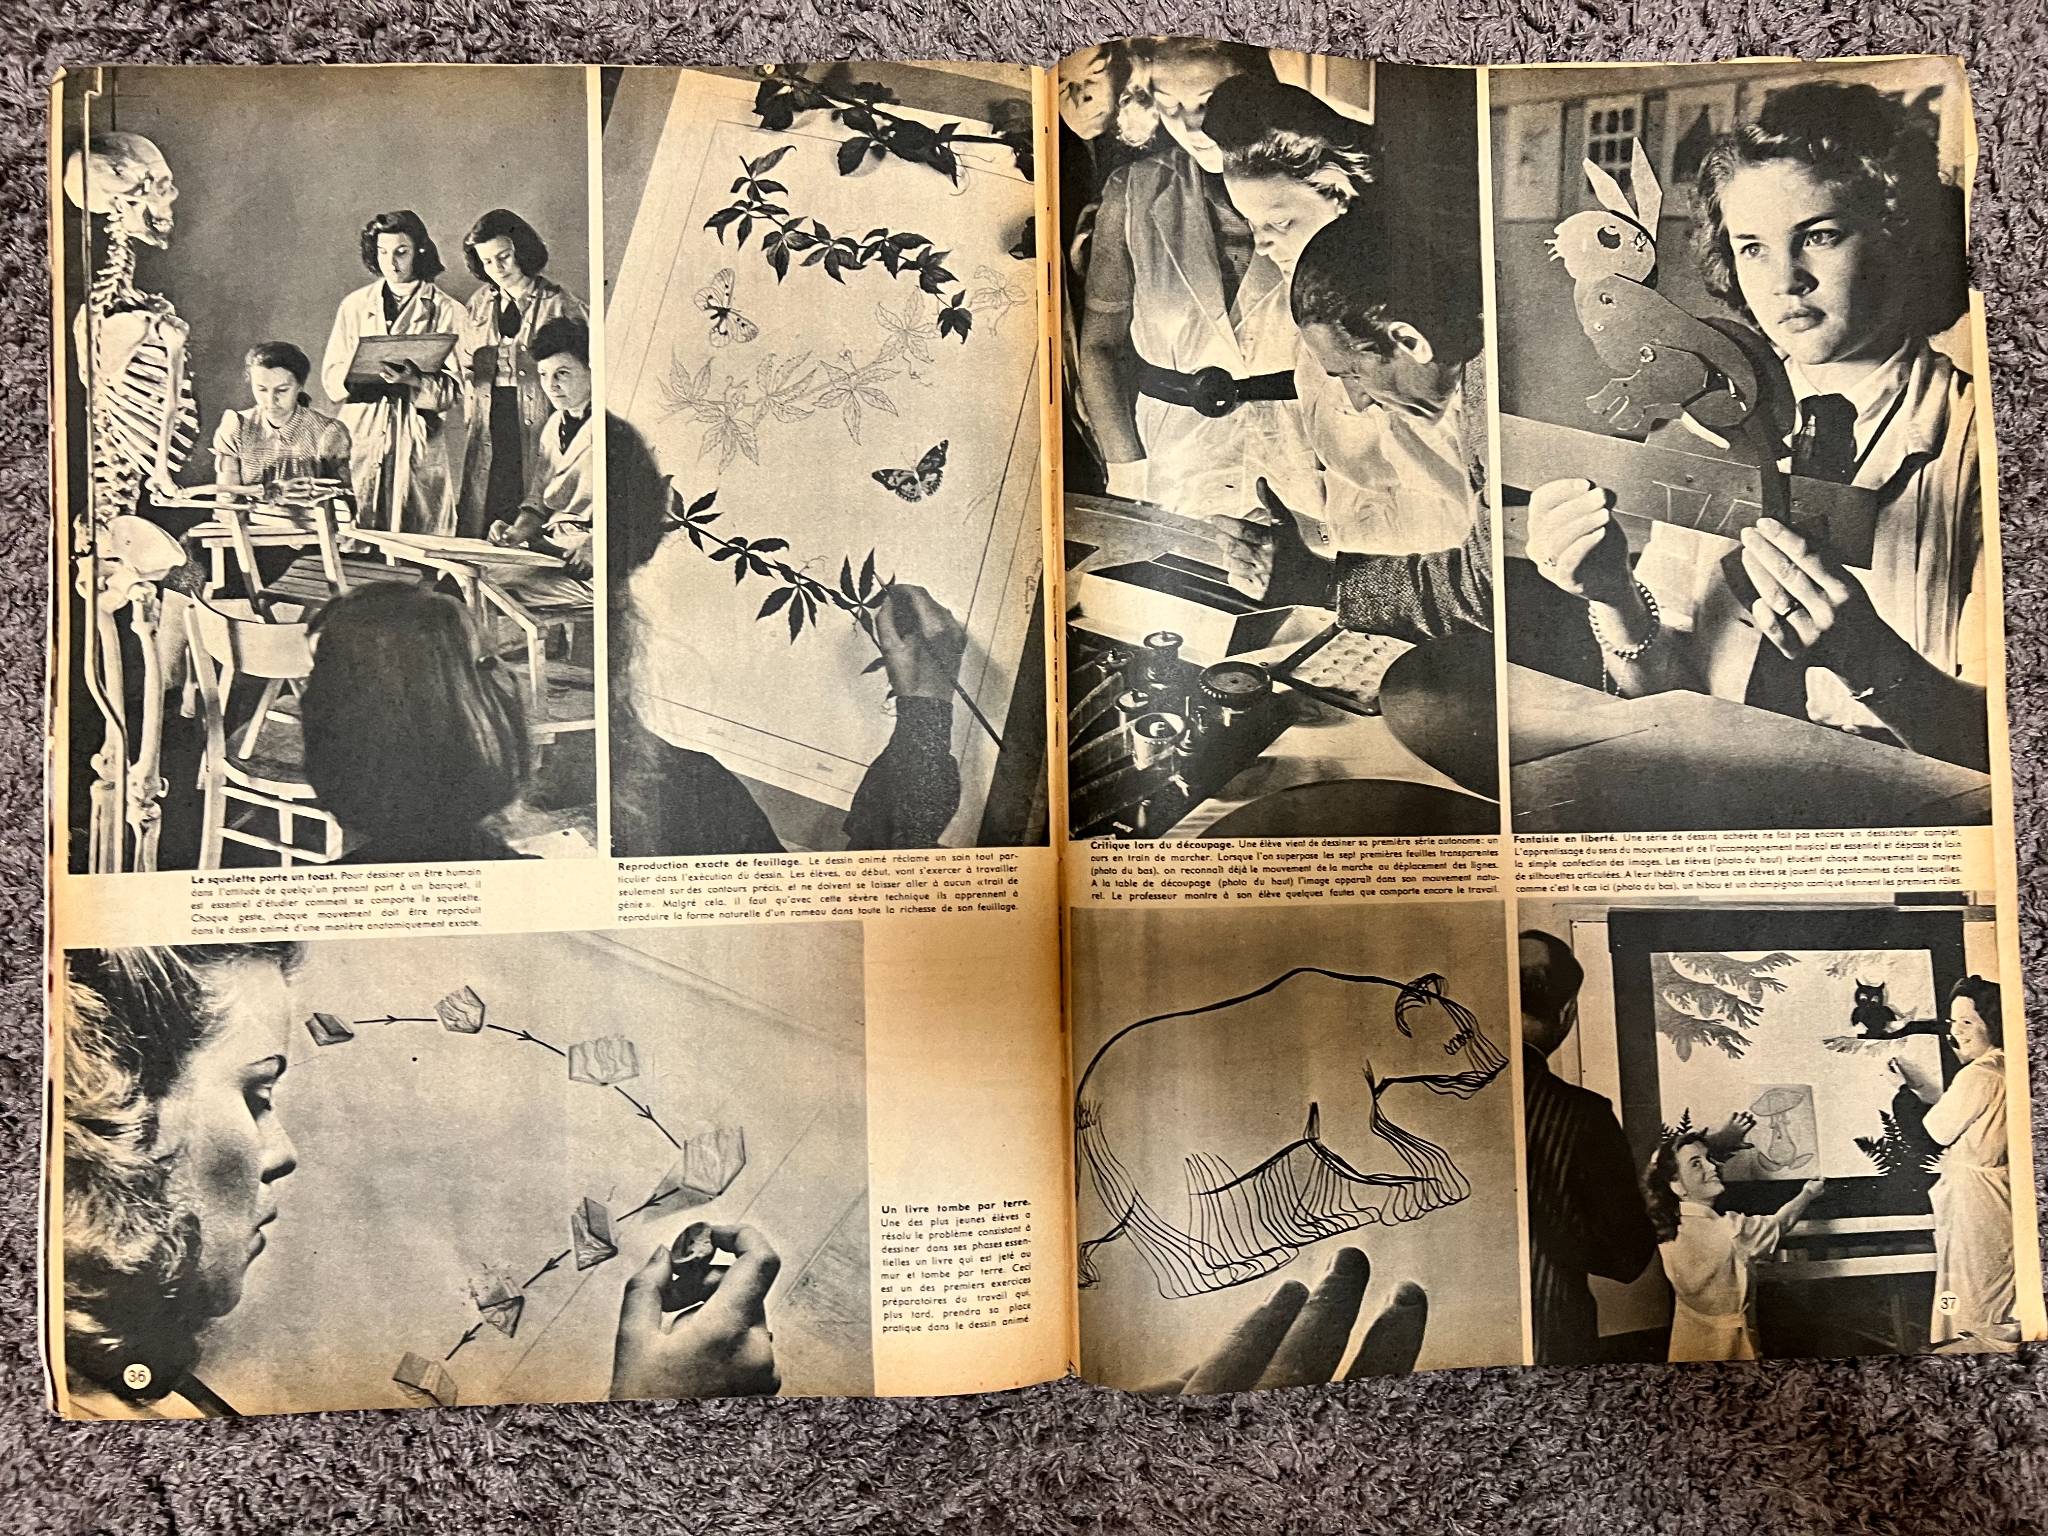 Le squelette porte un toast. Pour dessiner un être humain
dans l'attitude de quelqu'un prenant part à un banquet, il
est essentiel d'étudier comment se comporte le squelette.
Chaque geste, chaque mouvement doit être reproduit
dans le dessin animé d'une manière anatomiquement exacte.
Reproduction exacte de feuillage. Le dessin animé réclame un soin tout par-
ticulier dans l'exécution du dessin. Les élèves, au début, vont s'exercer à travailler
seulement sur des contours précis, et ne doivent se laisser aller à aucun «trait de
génie». Malgré cela, il faut qu'avec cette sévère technique ils apprennent à
reproduire la forme naturelle d'un rameau dans toute la richesse de son feuillage.
Un livre tombe par terre.
Une des plus jeunes élèves a
résolu le problème consistant à
dessiner dans ses phases essen-
tielles un livre qui est jeté au
mur et tombe par terre. Ceci
est un des premiers exercices
préparatoires du travail qui,
plus tard, prendra sa place
pratique dans le dessin animé
36
Critique lors du découpage. Une élève vient de dessiner sa première série autonome: un
ours en train de marcher. Lorsque l'on superpose les sept premières feuilles transparentes
(photo du bas), on reconnaît déjà le mouvement de la marche au déplacement des lignes.
A la table de découpage (photo du haut) l'image apparaît dans son mouvement natu-
rel. Le professeur montre à son élève quelques fautes que comporte encore le travail.
Fantaisie en liberté. Une série de dessins achevée ne fait pas encore un dessinateur complet.
L'apprentissage du sens du mouvement et de l'accompagnement musical est essentiel et dépasse de loin
la simple confection des images. Les élèves (photo du haut) étudient chaque mouvement au moyen
de silhouettes articulées. A leur théâtre d'ombres ces élèves se jouent des pantomimes dans lesquelles,
comme c'est le cas ici (photo du bas), un hibou et un champignon comique tiennent les premiers rôles.
37